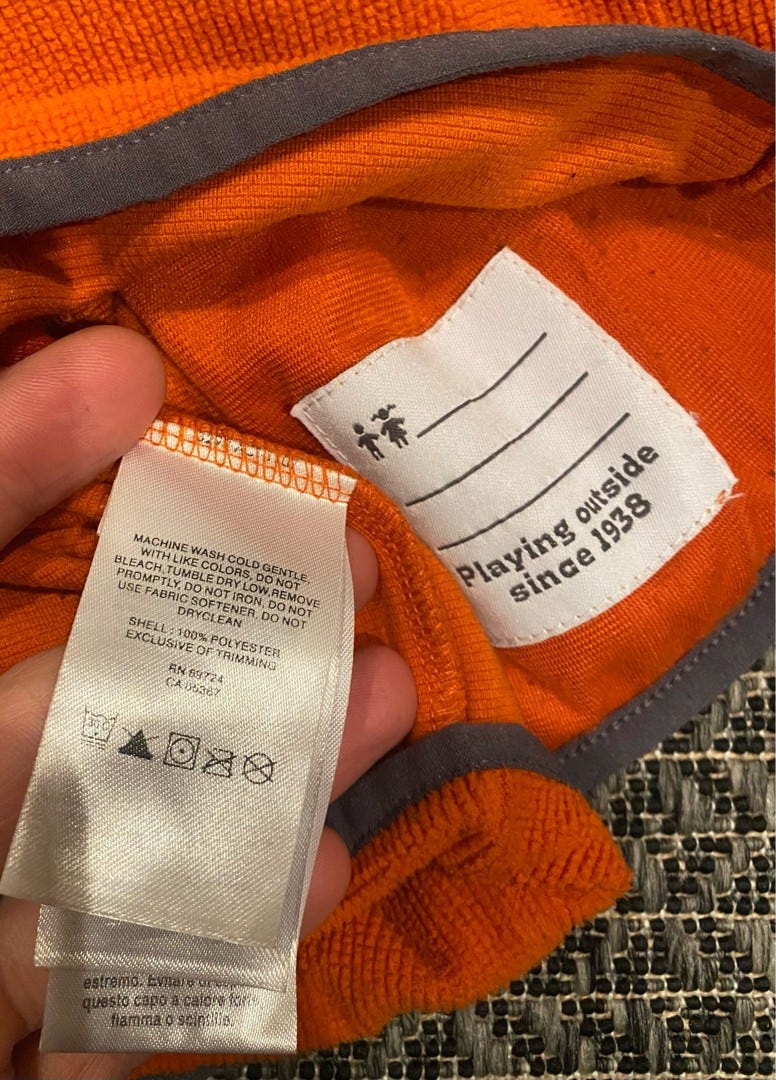 MACHINE WASH COLD GENTLE,
WITH LIKE COLORS, DO NOT
BLEACH,TUMBLE DRY LOW,REMOVE
PROMPTLY, DO NOT IRON, DO NOT
USE FABRIC SOFTENER, DO NOT
DRYCLEAN
SHELL : 100% POLYESTER
EXCLUSIVE OF TRIMMING
RN 69724
CA 05367
Playing outside
since 1938
estremo. Evitare di
questo capo a calore
fiamma o scintille.